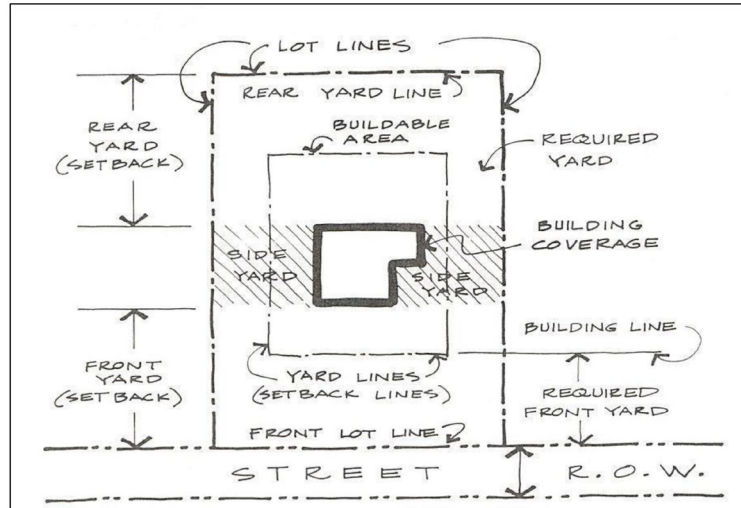 LOT LINES
REAR YARD LINE
REAR
YARD
(SETBACK)
BUILDABLE
AREA
REQUIRED
YARD
SIDE
YARD
BUILDING
COVERAGE
SIDE
YARD
BUILDING LINE
FRONT
YARD
(SETBACK)
YARD LINES
(SETBACK LINES)
REQUIRED
FRONT YARD
FRONT LOT LINE
STREET
R.O.W.